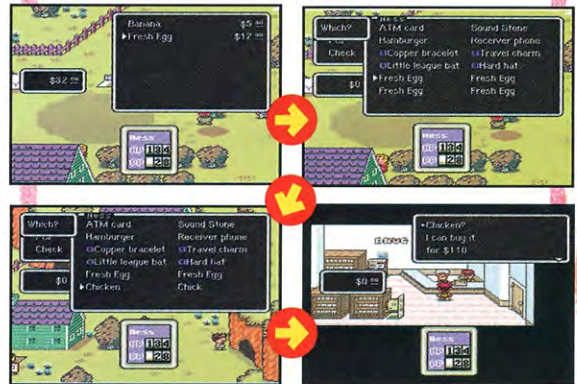 Banana $5.00
▶Fresh Egg $12.00
$32.00
Ness
HP 134
PP 28
Which?
Check
$0
Ness
ATM card Sound Stone
Hamburger Receiver phone
Copper bracelet Travel charm
Little league bat Hard hat
▶Fresh Egg Fresh Egg
Fresh Egg Fresh Egg
Ness
HP 134
PP 28
Which?
Check
$0
Ness
ATM card Sound Stone
Hamburger Receiver phone
Copper bracelet Travel charm
Little league bat Hard hat
Fresh Egg Fresh Egg
▶Chicken Chick
Ness
HP 134
PP 28
•Chicken?
I can buy it
for $110
DRUG
$0.00
Ness
HP 134
PP 28